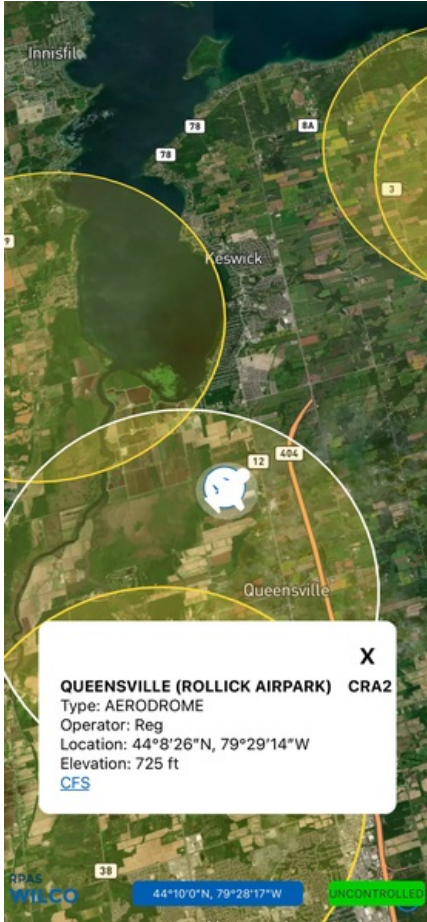 Innisfil
78
8A
78
3
9
Keswick
12
404
Queensville
X
QUEENSVILLE (ROLLICK AIRPARK) CRA2
Type: AERODROME
Operator: Reg
Location: 44°8'26"N, 79°29'14"W
Elevation: 725 ft
CFS
38
RPAS
WILCO
44°10'0"N, 79°28'17"W
UNCONTROLLED